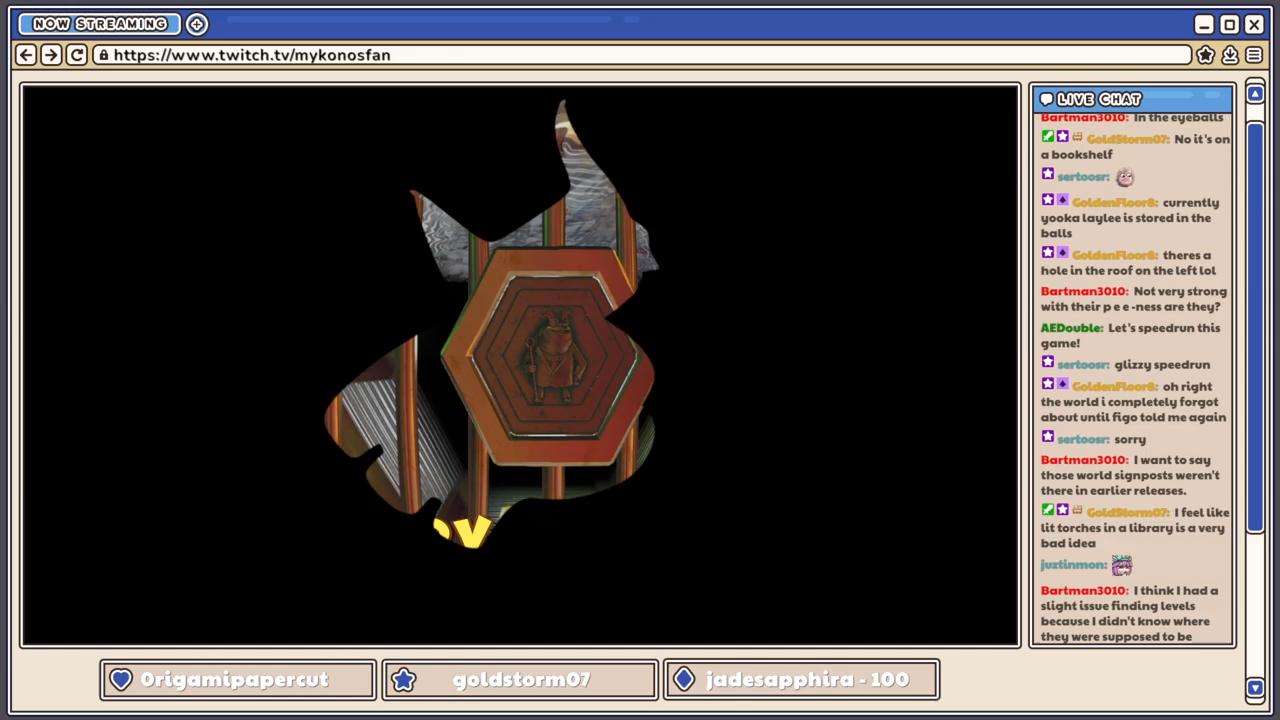 NOW STREAMING
https://www.twitch.tv/mykonosfan
LIVE CHAT
Bartman3010: In the eyeballs
GoldStorm07: No it's on
a bookshelf
sertoosr:
GoldenFloor8: currently
yooka laylee is stored in the
balls
GoldenFloor8: theres a
hole in the roof on the left lol
Bartman3010: Not very strong
with their p e e -ness are they?
AEDouble: Let's speedrun this
game!
sertoosr: glizzy speedrun
GoldenFloor8: oh right
the world i completely forgot
about until figo told me again
sertoosr: sorry
Bartman3010: I want to say
those world signposts weren't
there in earlier releases.
GoldStorm07: I feel like
lit torches in a library is a very
bad idea
juztinmon:
Bartman3010: I think I had a
slight issue finding levels
because I didn't know where
they were supposed to be
0rigamipapercut
goldstorm07
jadesapphira - 100